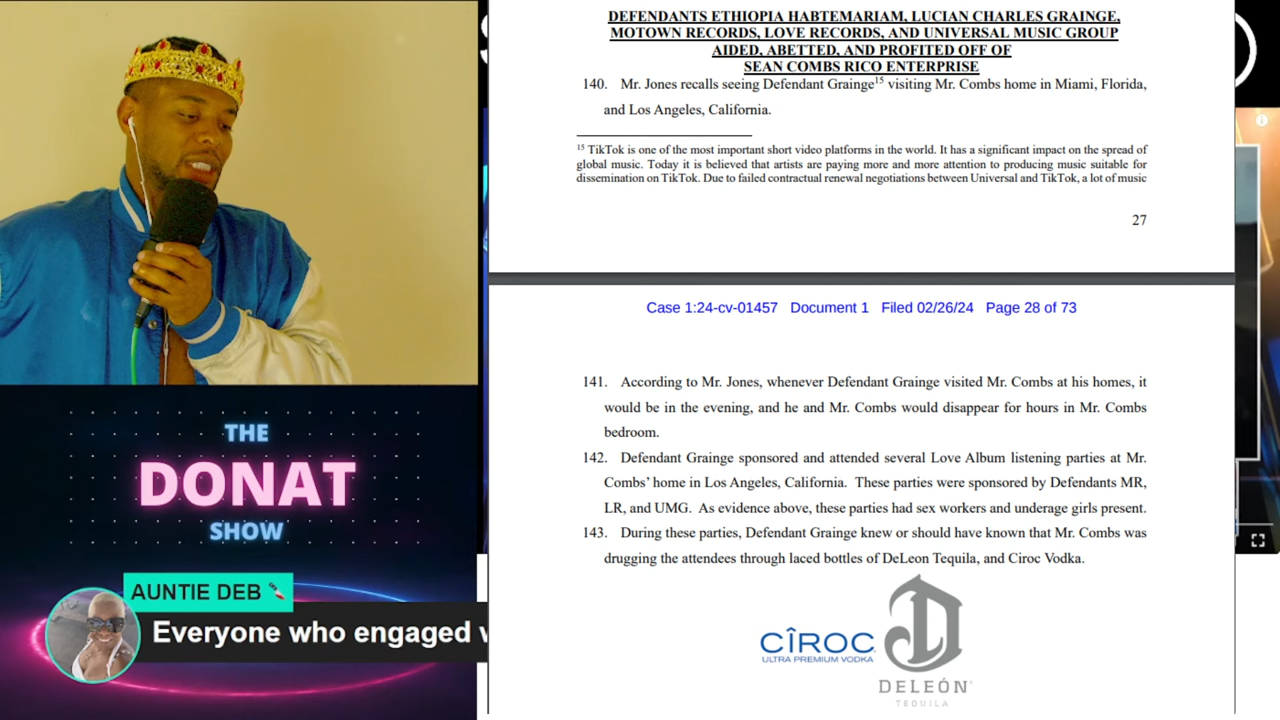 DEFENDANTS ETHIOPIA HABTEMARIAM, LUCIAN CHARLES GRAINGE,
MOTOWN RECORDS, LOVE RECORDS, AND UNIVERSAL MUSIC GROUP
AIDED, ABETTED, AND PROFITED OFF OF
SEAN COMBS RICO ENTERPRISE
140. Mr. Jones recalls seeing Defendant Grainge15 visiting Mr. Combs home in Miami, Florida,
and Los Angeles, California.
15 TikTok is one of the most important short video platforms in the world. It has a significant impact on the spread of
global music. Today it is believed that artists are paying more and more attention to producing music suitable for
dissemination on TikTok. Due to failed contractual renewal negotiations between Universal and TikTok, a lot of music
27
Case 1:24-cv-01457 Document 1 Filed 02/26/24 Page 28 of 73
141. According to Mr. Jones, whenever Defendant Grainge visited Mr. Combs at his homes, it
would be in the evening, and he and Mr. Combs would disappear for hours in Mr. Combs
bedroom.
142. Defendant Grainge sponsored and attended several Love Album listening parties at Mr.
Combs' home in Los Angeles, California. These parties were sponsored by Defendants MR,
LR, and UMG. As evidence above, these parties had sex workers and underage girls present.
143. During these parties, Defendant Grainge knew or should have known that Mr. Combs was
drugging the attendees through laced bottles of DeLeon Tequila, and Ciroc Vodka.
CÎROC
ULTRA PREMIUM VODKA
D
DELEÓN
TEQUILA
THE
DONAT
SHOW
AUNTIE DEB
Everyone who engaged